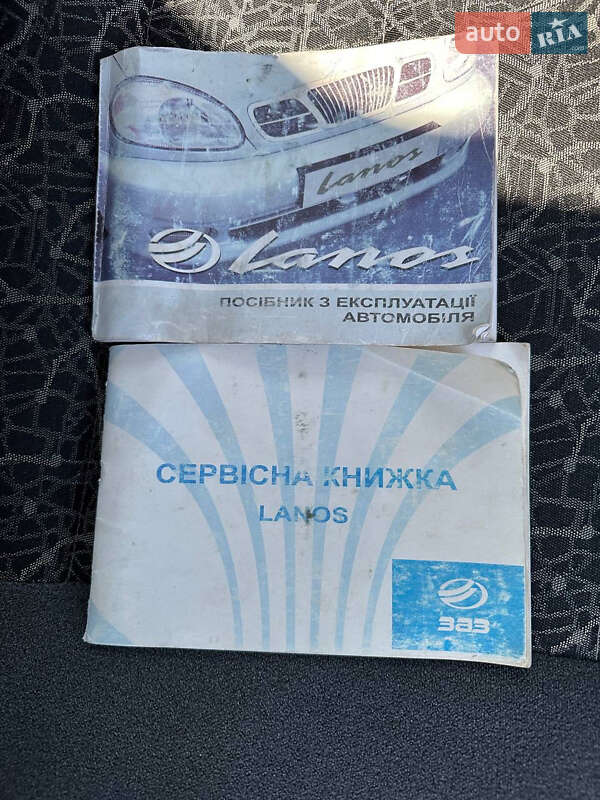 auto RIA
Lanos
Lanos
ПОСІБНИК З ЕКСПЛУАТАЦІЇ
АВТОМОБІЛЯ
СЕРВІСНА КНИЖКА
LANOS
ЗАЗ